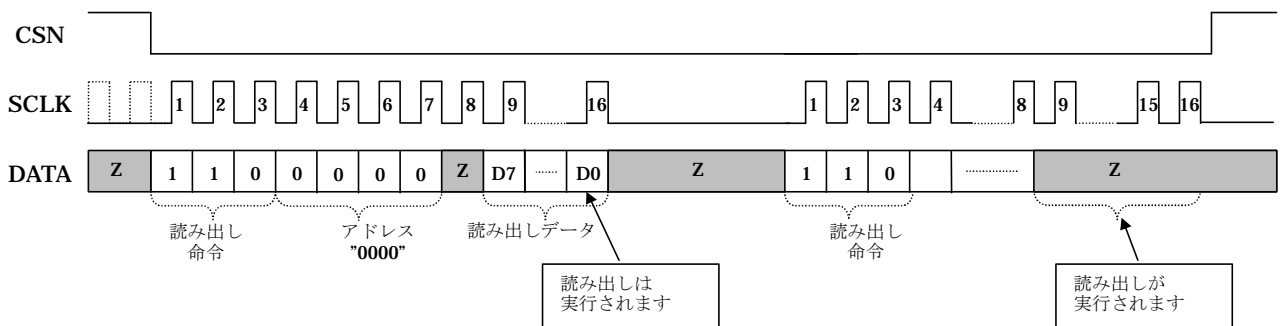 CSN
SCLK 1 2 3 4 5 6 7 8 9 16 1 2 3 4 8 9 15 16
DATA Z 1 1 0 0 0 0 0 Z D7 ...... D0 Z 1 1 0 .............. Z
読み出し
命令
アドレス
"0000"
読み出しデータ
読み出し
命令
読み出しは
実行されます
読み出しが
実行されます